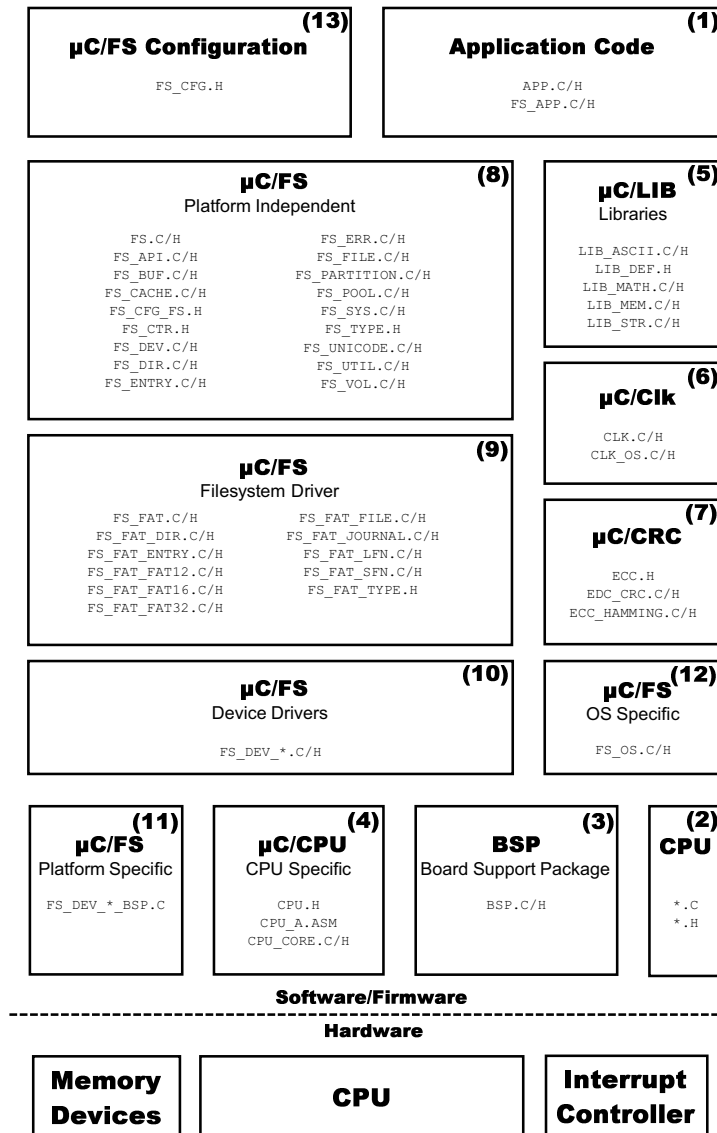 (13)
µC/FS Configuration
FS_CFG.H
(1)
Application Code
APP.C/H
FS_APP.C/H
(8)
µC/FS
Platform Independent
FS.C/H
FS_API.C/H
FS_BUF.C/H
FS_CACHE.C/H
FS_CFG_FS.H
FS_CTR.H
FS_DEV.C/H
FS_DIR.C/H
FS_ENTRY.C/H
FS_ERR.C/H
FS_FILE.C/H
FS_PARTITION.C/H
FS_POOL.C/H
FS_SYS.C/H
FS_TYPE.H
FS_UNICODE.C/H
FS_UTIL.C/H
FS_VOL.C/H
(5)
µC/LIB
Libraries
LIB_ASCII.C/H
LIB_DEF.H
LIB_MATH.C/H
LIB_MEM.C/H
LIB_STR.C/H
(6)
µC/Clk
CLK.C/H
CLK_OS.C/H
(9)
µC/FS
Filesystem Driver
FS_FAT.C/H
FS_FAT_DIR.C/H
FS_FAT_ENTRY.C/H
FS_FAT_FAT12.C/H
FS_FAT_FAT16.C/H
FS_FAT_FAT32.C/H
FS_FAT_FILE.C/H
FS_FAT_JOURNAL.C/H
FS_FAT_LFN.C/H
FS_FAT_SFN.C/H
FS_FAT_TYPE.H
(7)
µC/CRC
ECC.H
EDC_CRC.C/H
ECC_HAMMING.C/H
(10)
µC/FS
Device Drivers
FS_DEV_*.C/H
(12)
µC/FS
OS Specific
FS_OS.C/H
(11)
µC/FS
Platform Specific
FS_DEV_*_BSP.C
(4)
µC/CPU
CPU Specific
CPU.H
CPU_A.ASM
CPU_CORE.C/H
(3)
BSP
Board Support Package
BSP.C/H
(2)
CPU
*.C
*.H
Software/Firmware
Hardware
Memory
Devices
CPU
Interrupt
Controller